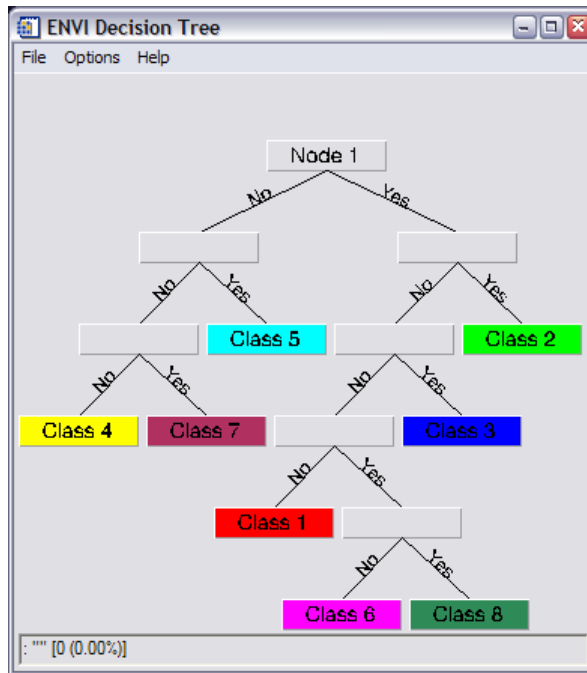 ENVI Decision Tree
File Options Help
Node 1
No Yes
No Yes No Yes
Class 5 Class 2
No Yes No Yes
Class 4 Class 7 Class 3
No Yes
Class 1
No Yes
Class 6 Class 8
: "" [0 (0.00%)]